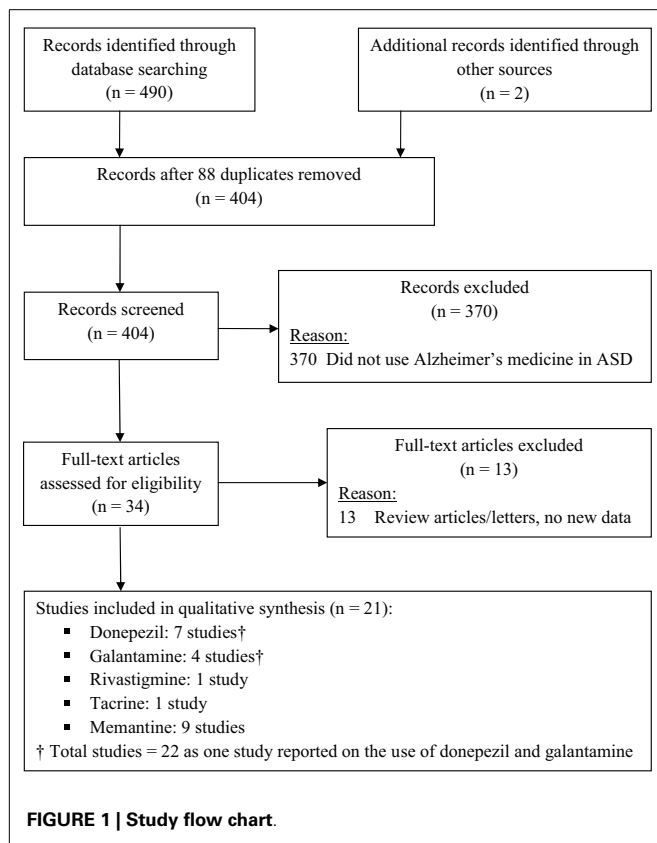 Records identified through
database searching
(n = 490)
Additional records identified through
other sources
(n = 2)
Records after 88 duplicates removed
(n = 404)
Records screened
(n = 404)
Records excluded
(n = 370)
Reason:
370 Did not use Alzheimer's medicine in ASD
Full-text articles
assessed for eligibility
(n = 34)
Full-text articles excluded
(n = 13)
Reason:
13 Review articles/letters, no new data
Studies included in qualitative synthesis (n = 21):
▪ Donepezil: 7 studies†
▪ Galantamine: 4 studies†
▪ Rivastigmine: 1 study
▪ Tacrine: 1 study
▪ Memantine: 9 studies
† Total studies = 22 as one study reported on the use of donepezil and galantamine
FIGURE 1 | Study flow chart.